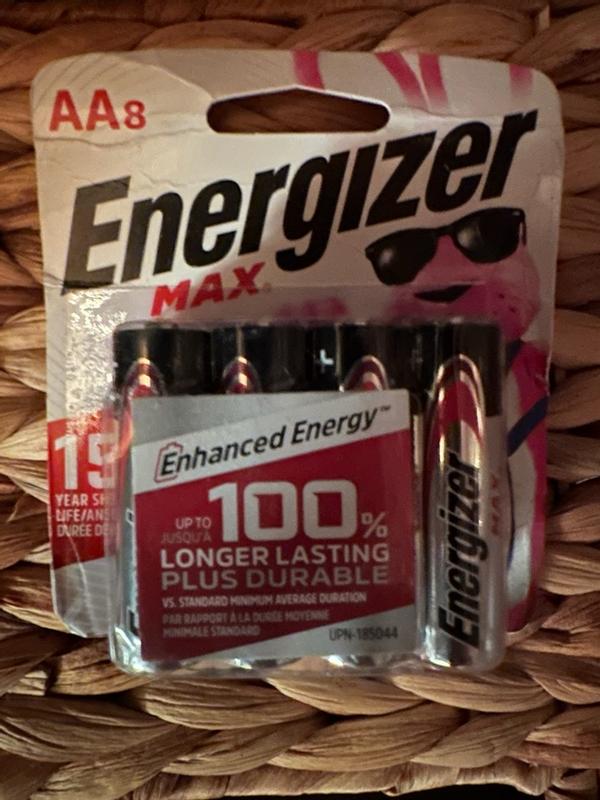 AA8
Energizer
MAX®
15
YEAR SH
LIFE/ANS
DURÉE DE
Enhanced Energy™
UP TO
JUSQU'À
100%
LONGER LASTING
PLUS DURABLE
VS. STANDARD MINIMUM AVERAGE DURATION
PAR RAPPORT À LA DURÉE MOYENNE
MINIMALE STANDARD
UPN-185044
Energizer
MAX
+